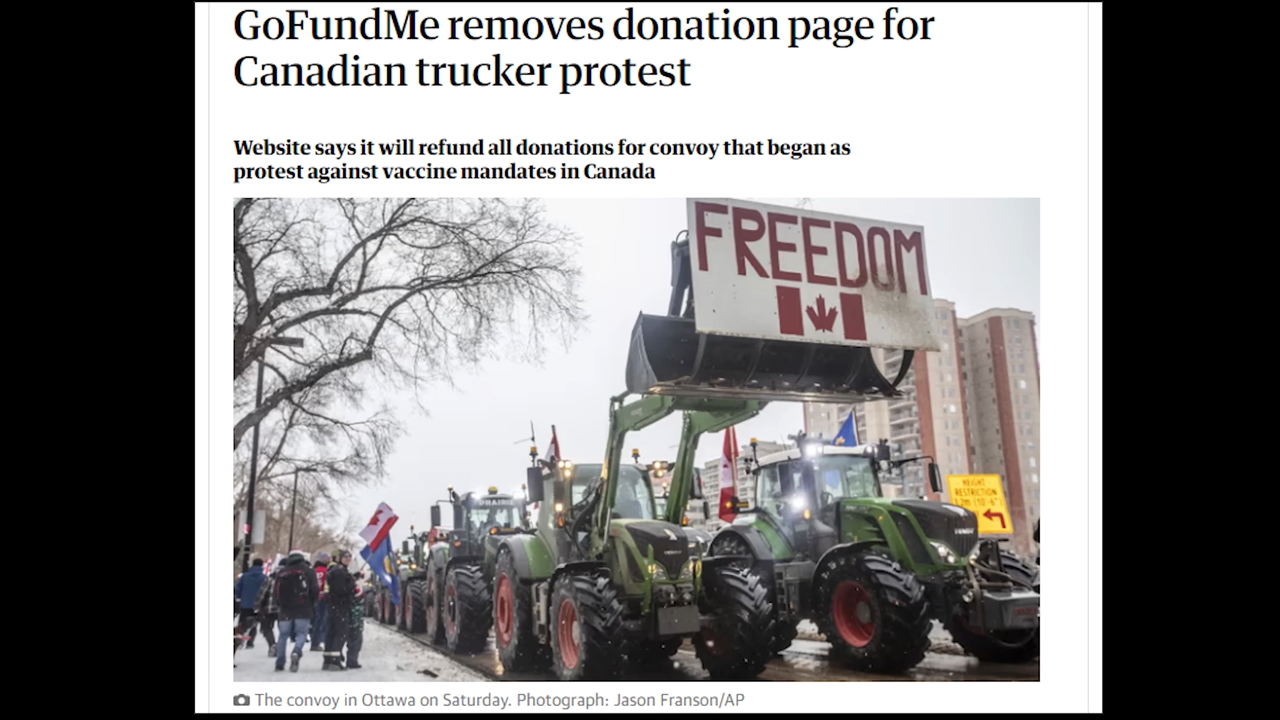 GoFundMe removes donation page for
Canadian trucker protest
Website says it will refund all donations for convoy that began as
protest against vaccine mandates in Canada
FREEDOM
HEIGHT
RESTRICTION
The convoy in Ottawa on Saturday. Photograph: Jason Franson/AP